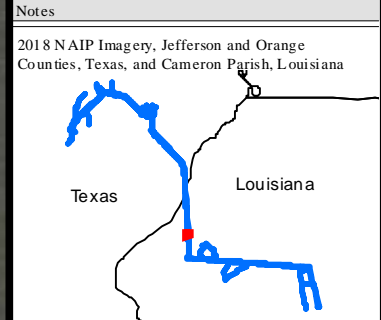 Notes
2018 NAIP Imagery, Jefferson and Orange
Counties, Texas, and Cameron Parish, Louisiana
Louisiana
Texas